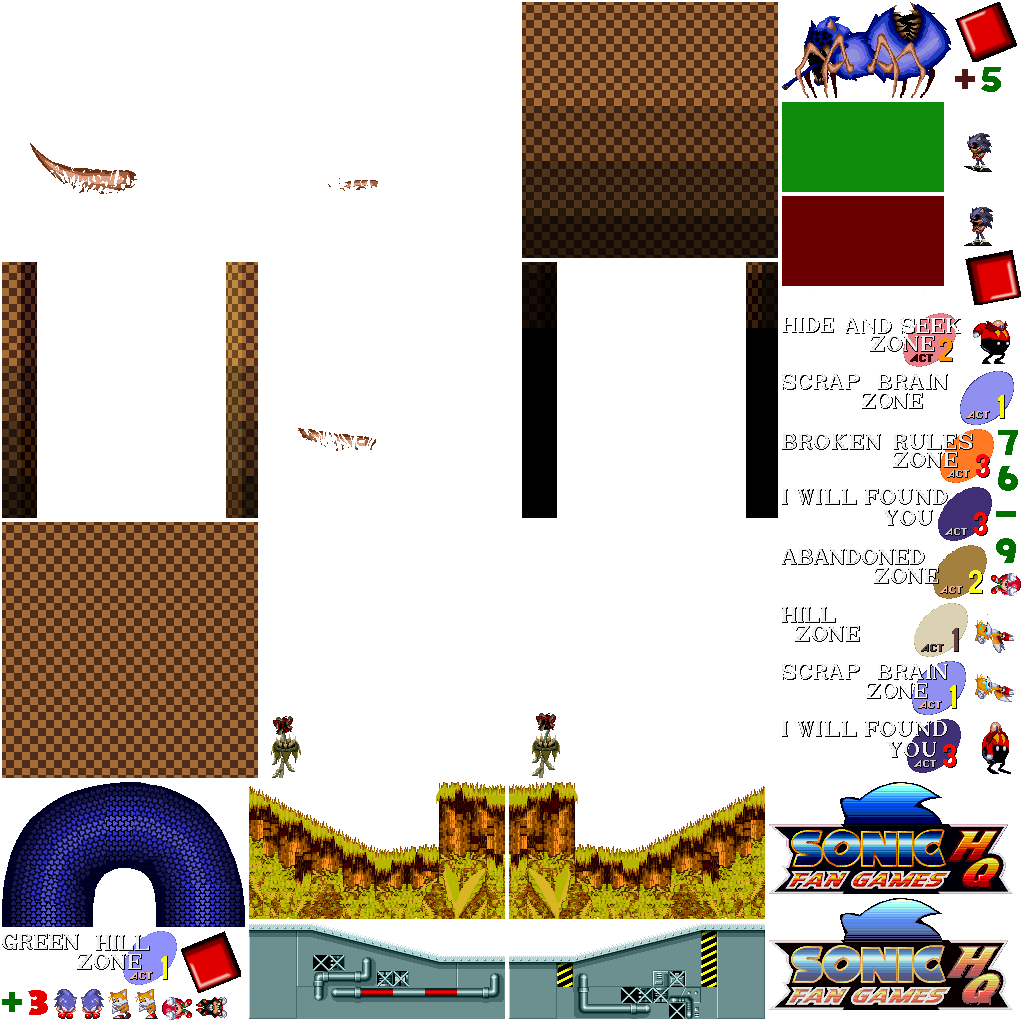 +5
HIDE AND SEEK
ZONE
ACT 2
SCRAP BRAIN
ZONE
ACT 1
BROKEN RULES
ZONE
ACT 3
7
6
I WILL FOUND
YOU
ACT 3
-
9
ABANDONED
ZONE
ACT 2
HILL
ZONE
ACT 1
SCRAP BRAIN
ZONE
ACT 1
I WILL FOUND
YOU
ACT 3
SONIC HQ
FAN GAMES
SONIC HQ
FAN GAMES
GREEN HILL
ZONE
ACT 1
+3